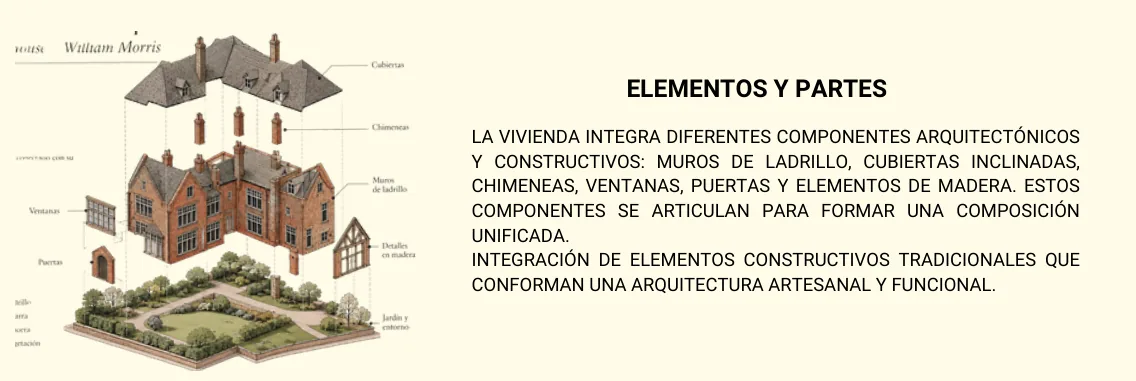 William Morris
Cubiertas
Chimeneas
Muros
de ladrillo
Ventanas
Puertas
Detalles
en madera
Jardín y
entorno
ELEMENTOS Y PARTES
LA VIVIENDA INTEGRA DIFERENTES COMPONENTES ARQUITECTÓNICOS
Y CONSTRUCTIVOS: MUROS DE LADRILLO, CUBIERTAS INCLINADAS,
CHIMENEAS, VENTANAS, PUERTAS Y ELEMENTOS DE MADERA. ESTOS
COMPONENTES SE ARTICULAN PARA FORMAR UNA COMPOSICIÓN
UNIFICADA.
INTEGRACIÓN DE ELEMENTOS CONSTRUCTIVOS TRADICIONALES QUE
CONFORMAN UNA ARQUITECTURA ARTESANAL Y FUNCIONAL.